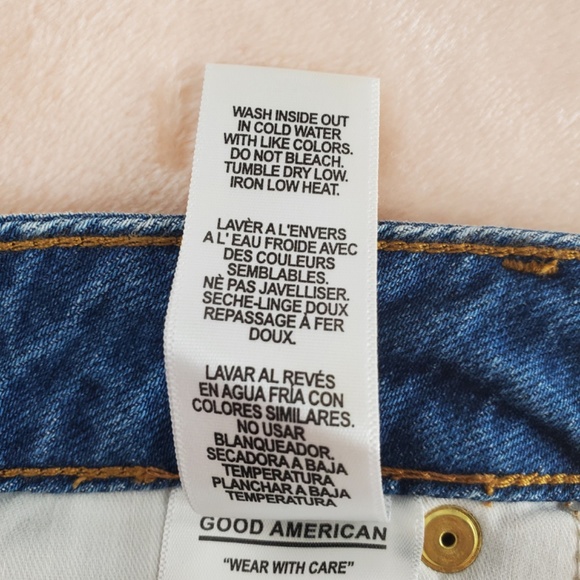 WASH INSIDE OUT
IN COLD WATER
WITH LIKE COLORS.
DO NOT BLEACH.
TUMBLE DRY LOW.
IRON LOW HEAT.
LAVÈR A L'ENVERS
A L' EAU FROIDE AVEC
DES COULEURS
SEMBLABLES.
NÈ PAS JAVELLISER.
SECHE-LINGE DOUX
REPASSAGE À FER
DOUX.
LAVAR AL REVÉS
EN AGUA FRÍA CON
COLORES SIMILARES.
NO USAR
BLANQUEADOR.
SECADORA A BAJA
TEMPERATURA
PLANCHAR A BAJA
TEMPERATURA
GOOD AMERICAN
"WEAR WITH CARE"